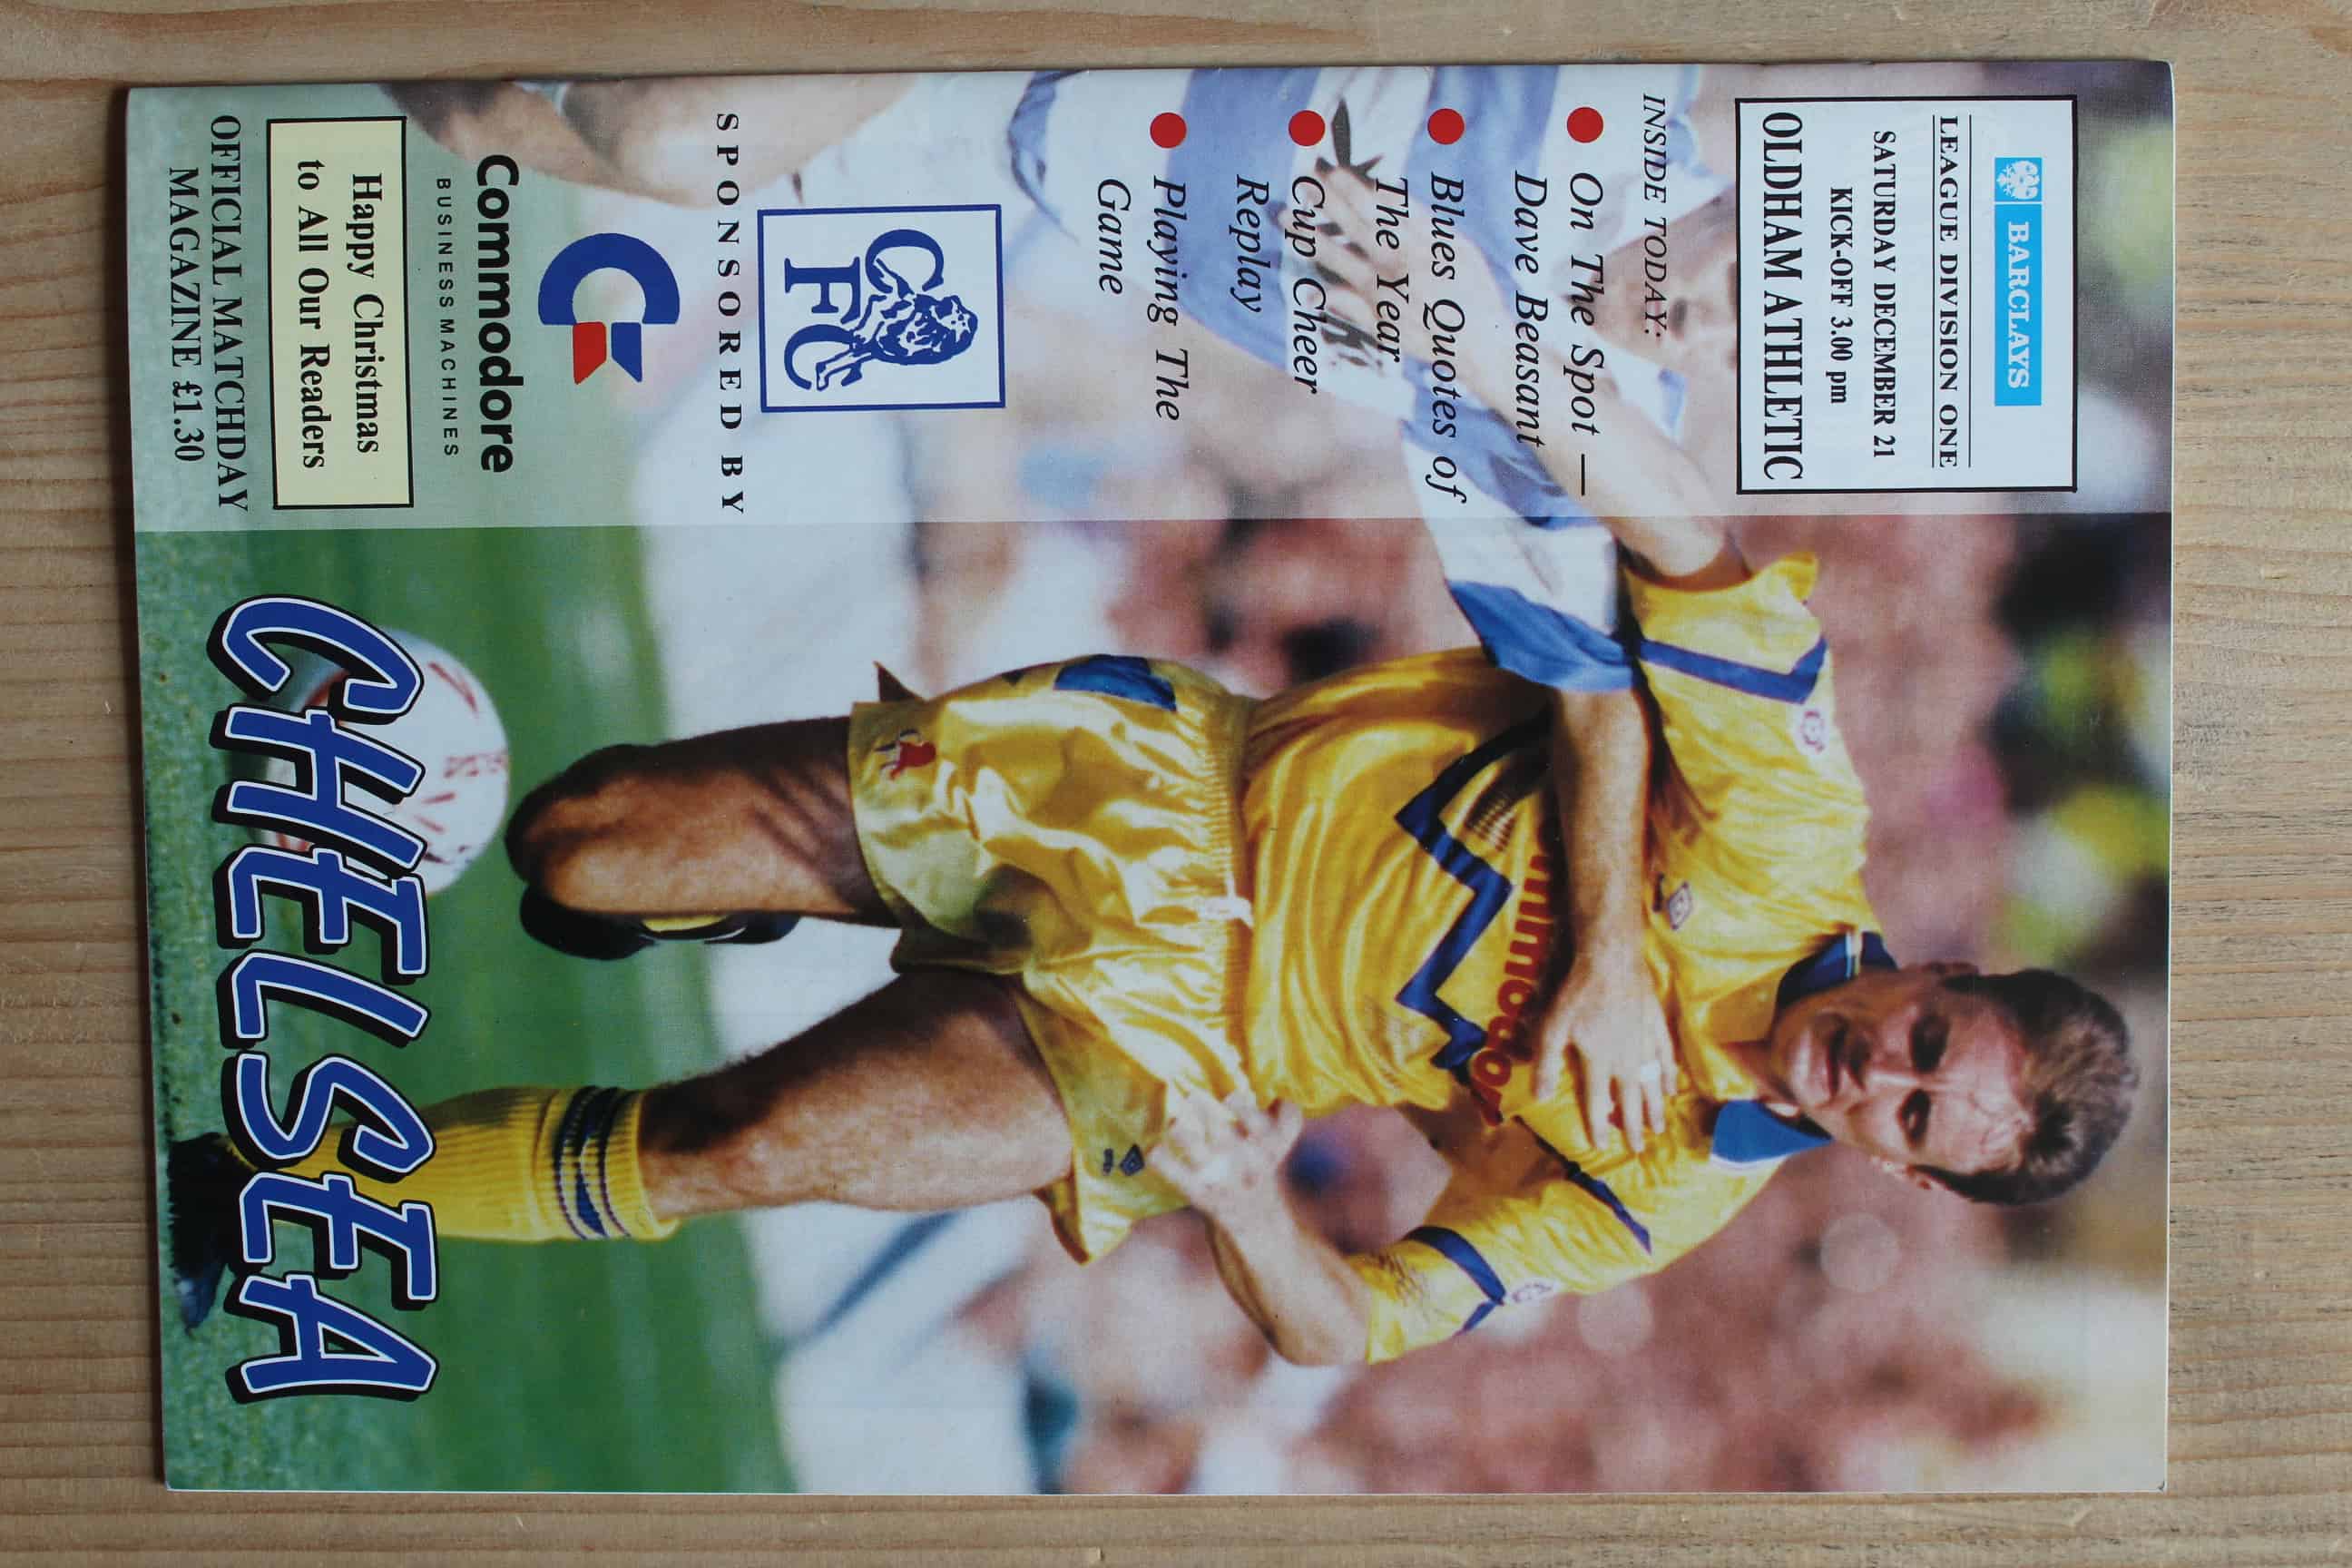 BARCLAYS
LEAGUE DIVISION ONE
SATURDAY DECEMBER 21
KICK-OFF 3.00 pm
OLDHAM ATHLETIC
INSIDE TODAY:
On The Spot —
Dave Beasant
Blues Quotes of
The Year
Cup Cheer
Replay
Playing The
Game
CFC
SPONSORED BY
Commodore
BUSINESS MACHINES
Happy Christmas
to All Our Readers
OFFICIAL MATCHDAY
MAGAZINE £1.30
CHELSEA